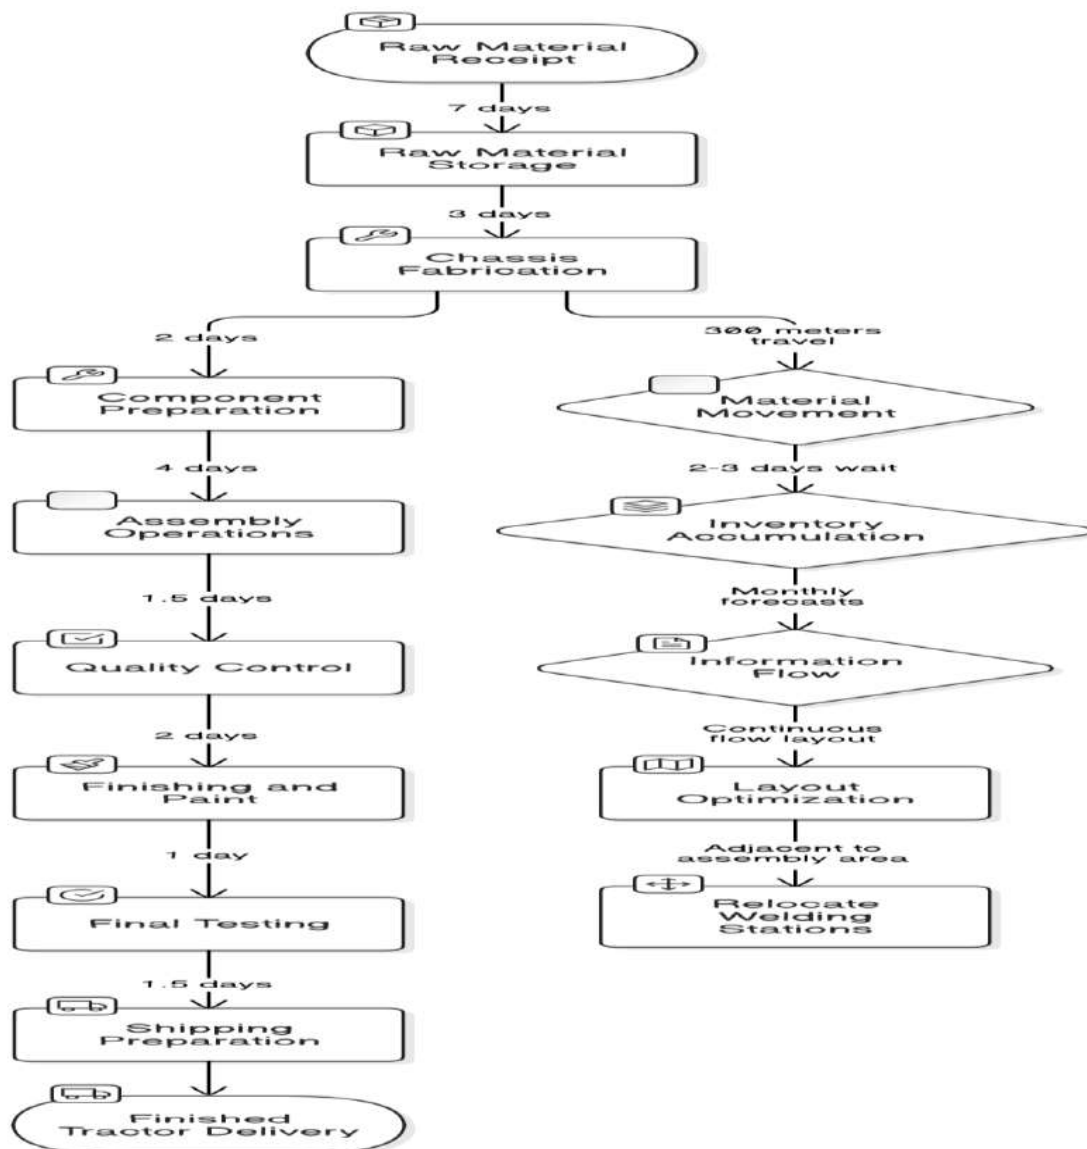 Raw Material
Receipt
7 days
Raw Material
Storage
3 days
Chassis
Fabrication
2 days
300 meters
travel
Component
Preparation
Material
Movement
4 days
2-3 days wait
Assembly
Operations
Inventory
Accumulation
1.5 days
Monthly
forecasts
Quality Control
Information
Flow
2 days
Continuous
flow layout
Finishing and
Paint
Layout
Optimization
1 day
Adjacent to
assembly area
Final Testing
Relocate
Welding
Stations
1.5 days
Shipping
Preparation
Finished
Tractor Delivery